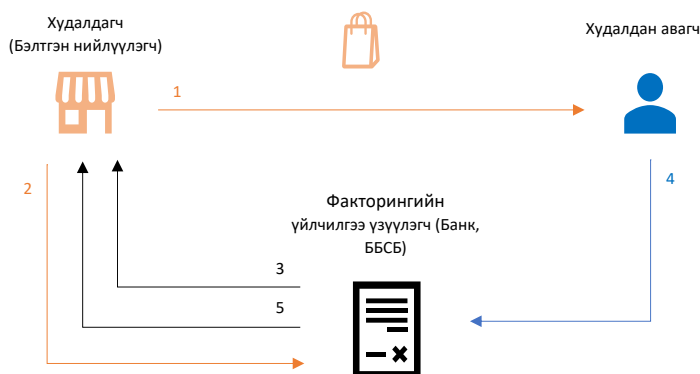 Худалдагч
(Бэлтгэн нийлүүлэгч)
Худалдан авагч
1
2
4
Факторингийн
үйлчилгээ үзүүлэгч (Банк,
ББСБ)
3
5